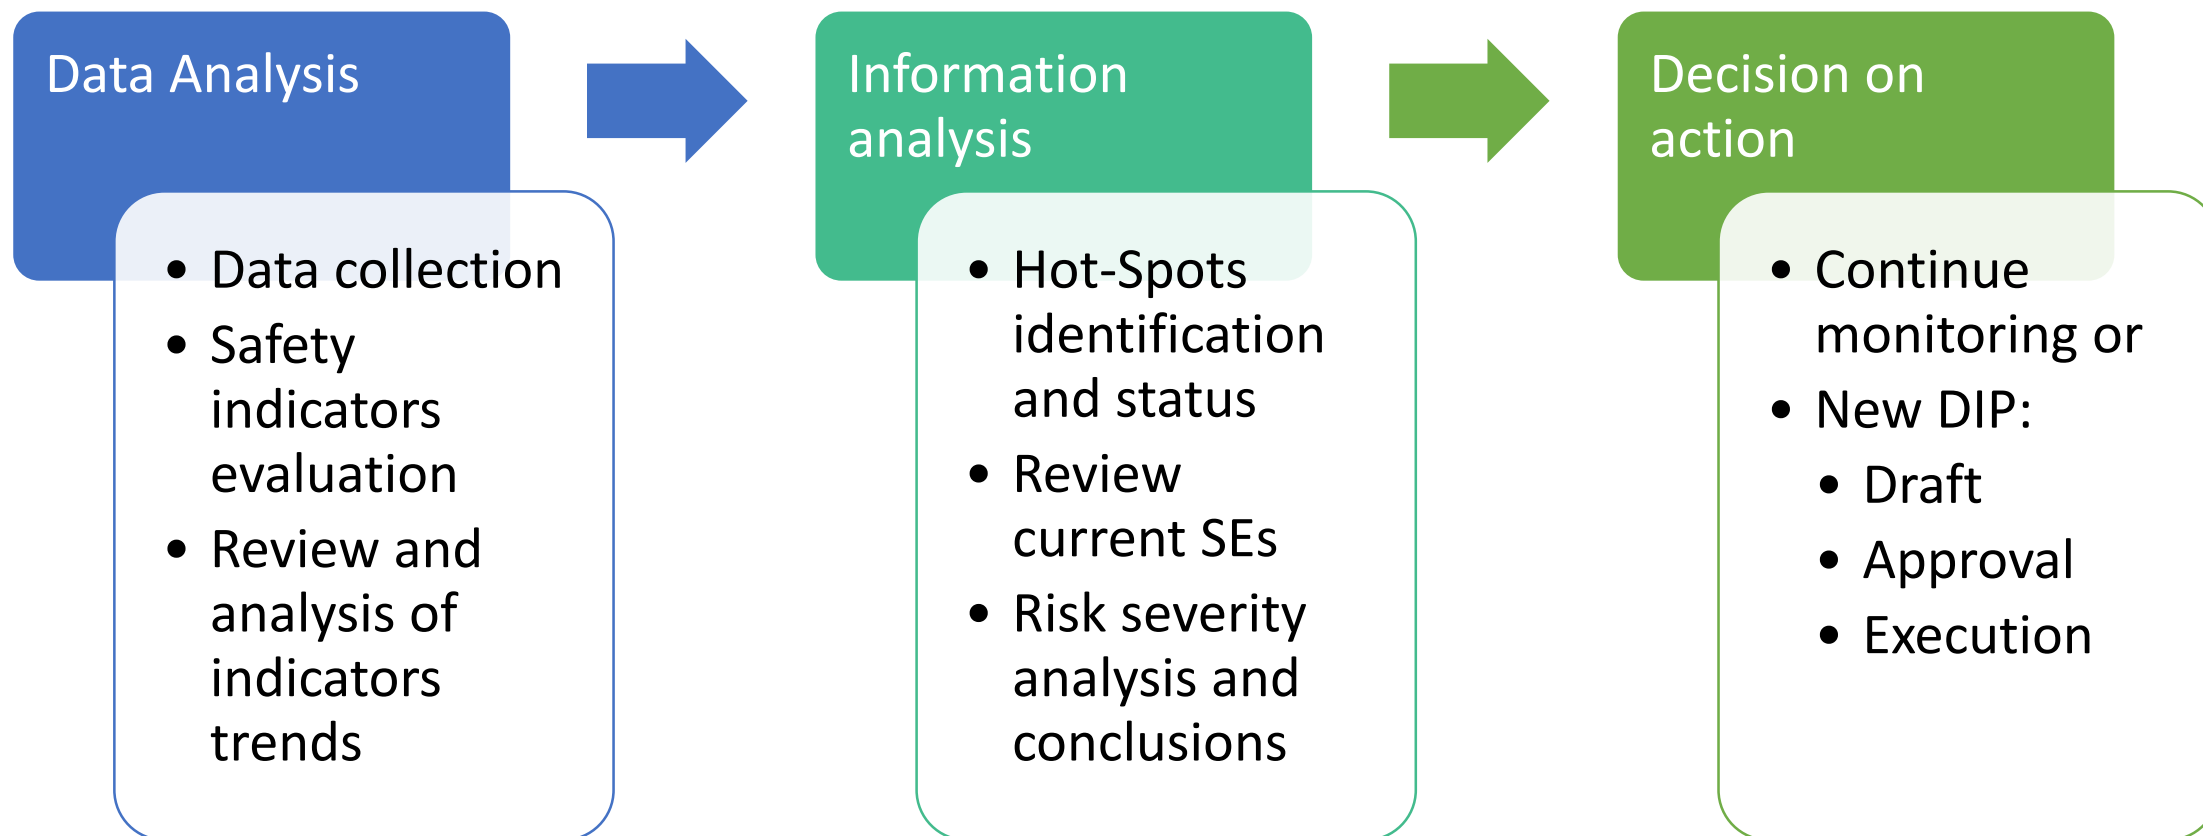 Data Analysis
• Data collection
• Safety
indicators
evaluation
• Review and
analysis of
indicators
trends
Information
analysis
• Hot-Spots
identification
and status
• Review
current SEs
• Risk severity
analysis and
conclusions
Decision on
action
• Continue
monitoring or
• New DIP:
• Draft
• Approval
• Execution